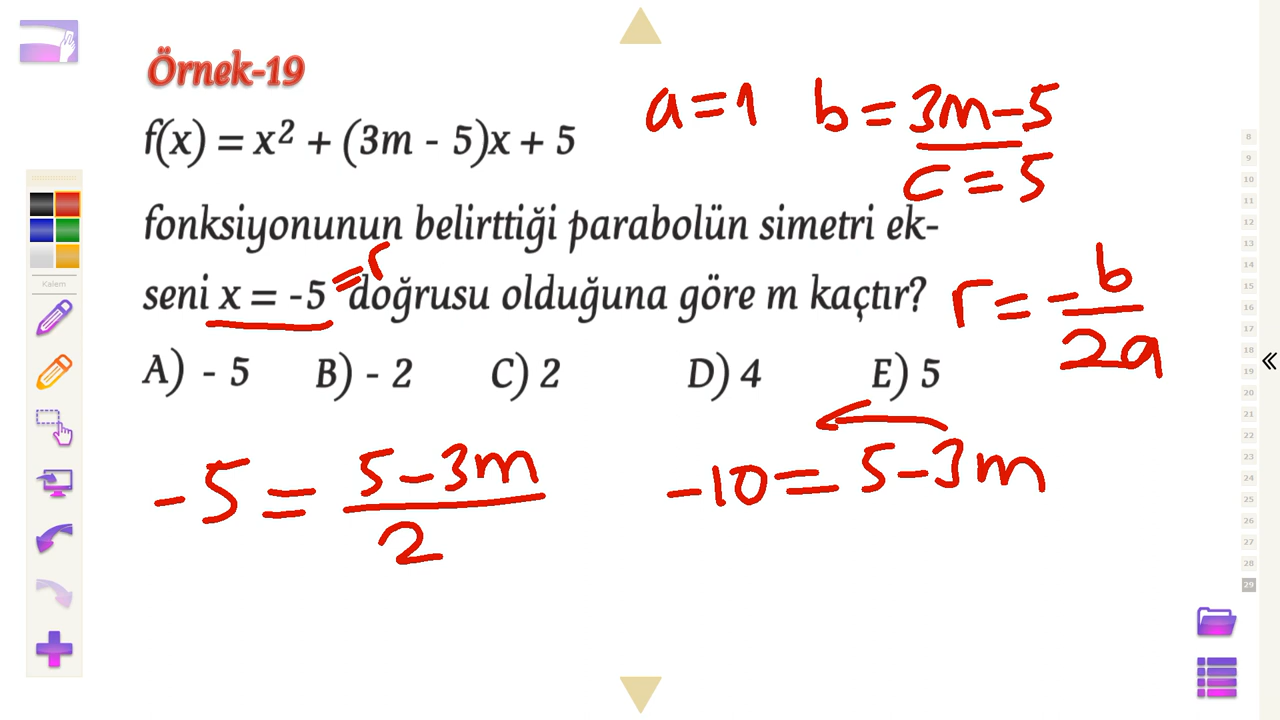 Örnek-19
f(x) = x² + (3m - 5)x + 5
a = 1 b = 3m - 5
c = 5
fonksiyonunun belirttiği parabolün simetri ek-
seni x = -5 = r doğrusu olduğuna göre m kaçtır?
r = - b / 2a
A) - 5 B) - 2 C) 2 D) 4 E) 5
-5 = 5 - 3m / 2
-10 = 5 - 3m
Kalem
8
9
10
11
12
13
14
15
16
17
18
19
20
21
22
23
24
25
26
27
28
29